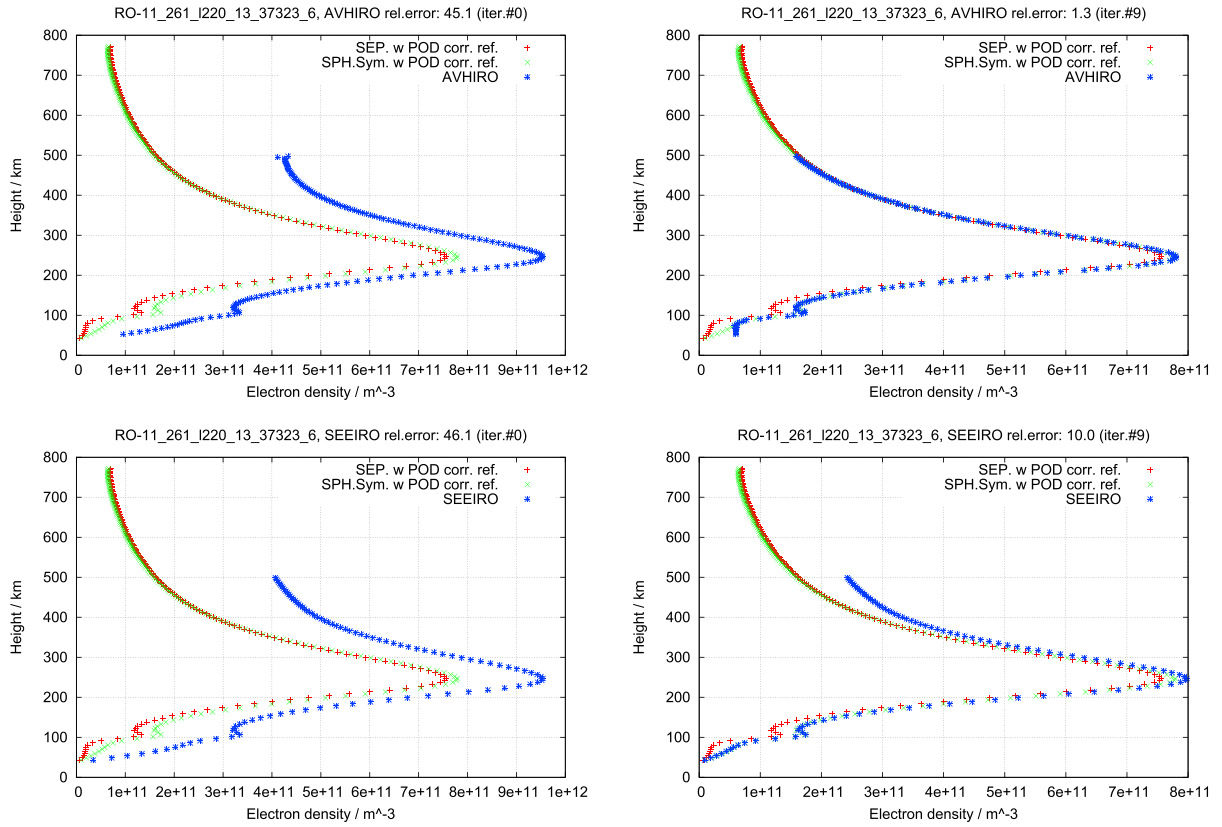 RO-11_261_I220_13_37323_6, AVHIRO rel.error: 45.1 (iter.#0)
800
700
600
500
400
300
200
100
0
Height / km
SEP. w POD corr. ref.
SPH.Sym. w POD corr. ref.
AVHIRO
0 1e+11 2e+11 3e+11 4e+11 5e+11 6e+11 7e+11 8e+11 9e+11 1e+12
Electron density / m^-3
RO-11_261_I220_13_37323_6, AVHIRO rel.error: 1.3 (iter.#9)
800
700
600
500
400
300
200
100
0
Height / km
SEP. w POD corr. ref.
SPH.Sym. w POD corr. ref.
AVHIRO
0 1e+11 2e+11 3e+11 4e+11 5e+11 6e+11 7e+11 8e+11
Electron density / m^-3
RO-11_261_I220_13_37323_6, SEEIRO rel.error: 46.1 (iter.#0)
800
700
600
500
400
300
200
100
0
Height / km
SEP. w POD corr. ref.
SPH.Sym. w POD corr. ref.
SEEIRO
0 1e+11 2e+11 3e+11 4e+11 5e+11 6e+11 7e+11 8e+11 9e+11 1e+12
Electron density / m^-3
RO-11_261_I220_13_37323_6, SEEIRO rel.error: 10.0 (iter.#9)
800
700
600
500
400
300
200
100
0
Height / km
SEP. w POD corr. ref.
SPH.Sym. w POD corr. ref.
SEEIRO
0 1e+11 2e+11 3e+11 4e+11 5e+11 6e+11 7e+11 8e+11
Electron density / m^-3